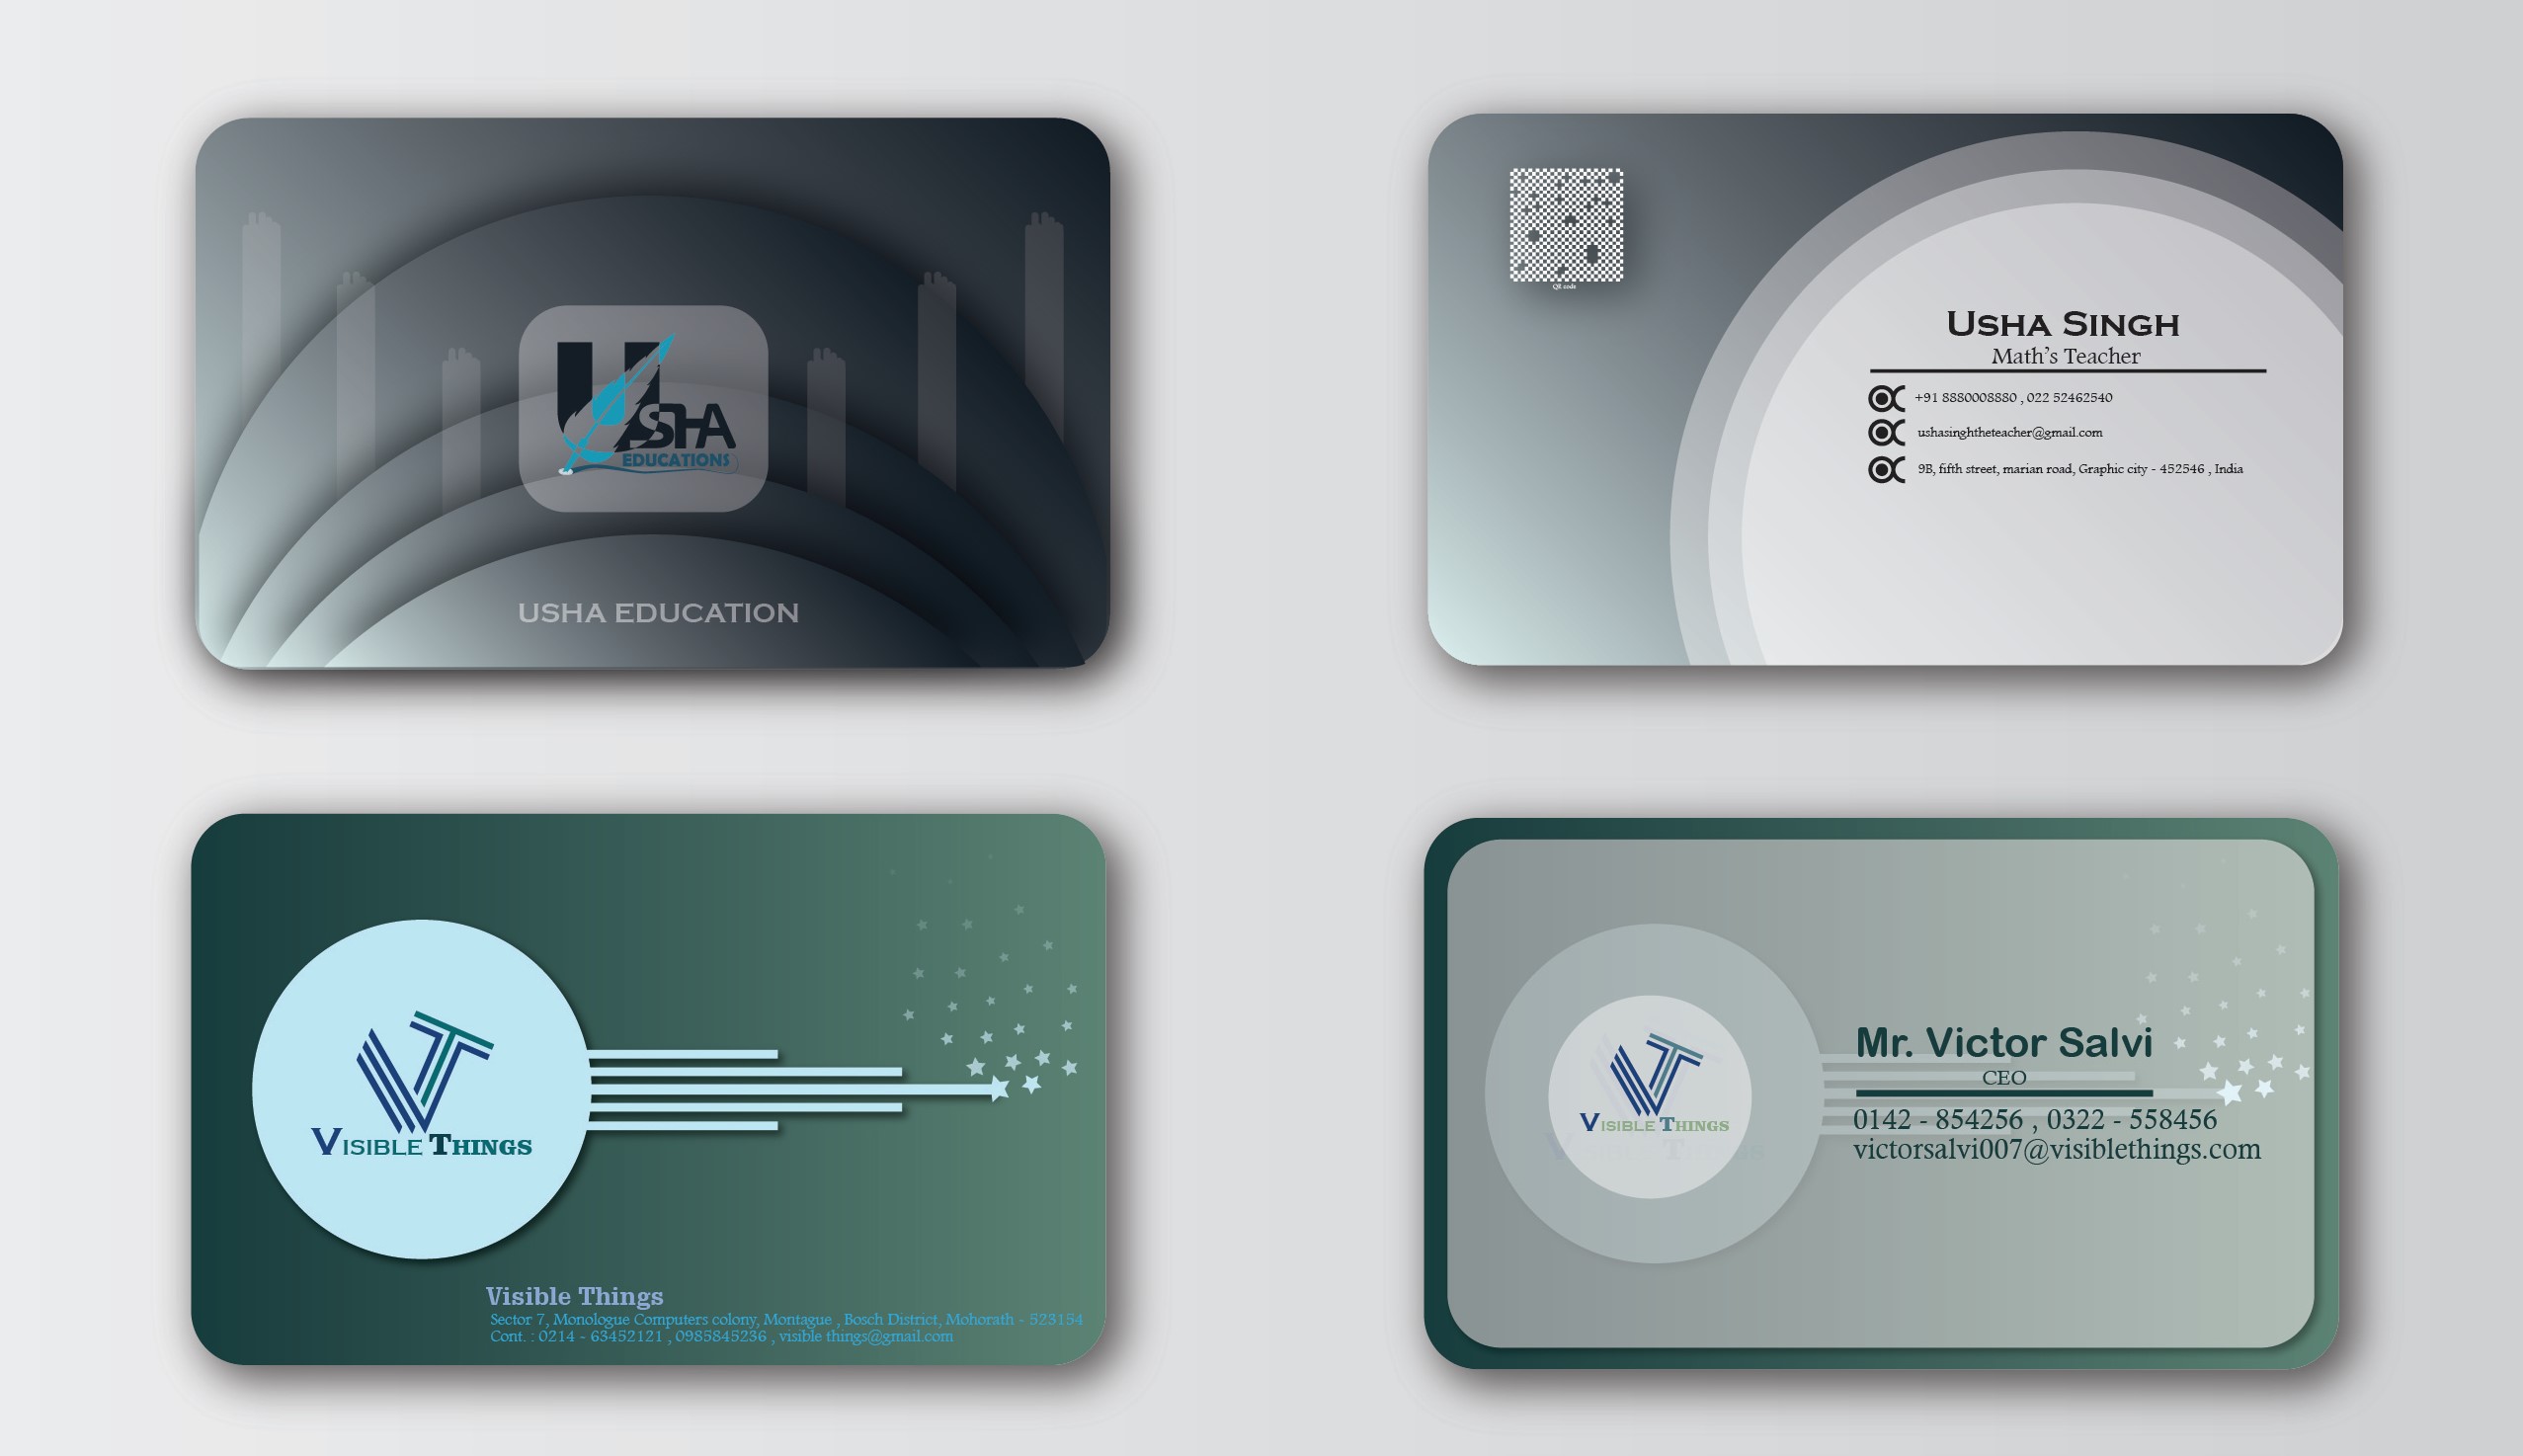 USHA
EDUCATIONS
USHA EDUCATION
QR code
USHA SINGH
Math's Teacher
+91 8880008880 , 022 52462540
ushasinghtheteacher@gmail.com
9B, fifth street, marian road, Graphic city - 452546 , India
VT
VISIBLE THINGS
Visible Things
Sector 7, Monologue Computers colony, Montague , Bosch District, Mohorath - 523154
Cont. : 0214 - 63452121 , 0985845236 , visible things@gmail.com
VT
VISIBLE THINGS
Mr. Victor Salvi
CEO
0142 - 854256 , 0322 - 558456
victorsalvi007@visiblethings.com